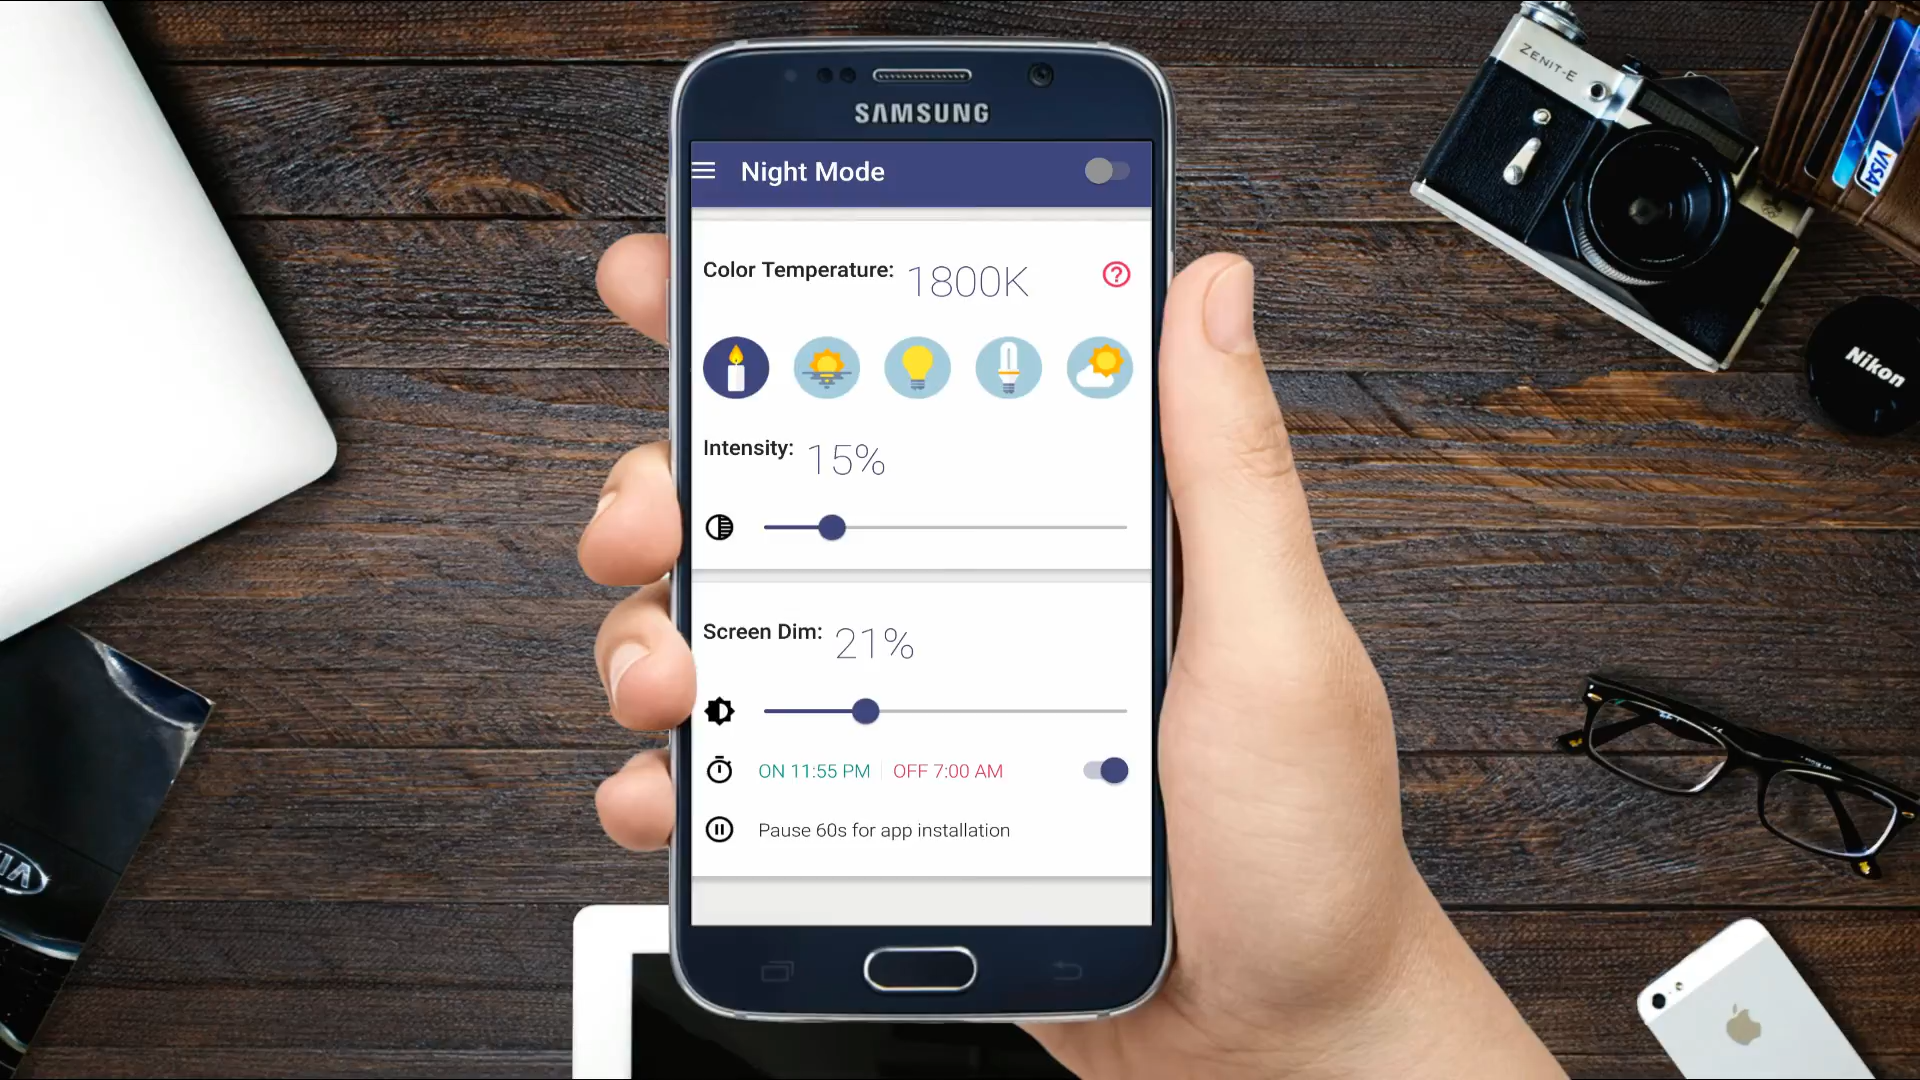 SAMSUNG
Night Mode
Color Temperature: 1800K
Intensity: 15%
Screen Dim: 21%
ON 11:55 PM OFF 7:00 AM
Pause 60s for app installation
ZENIT-E
VISA
Nikon